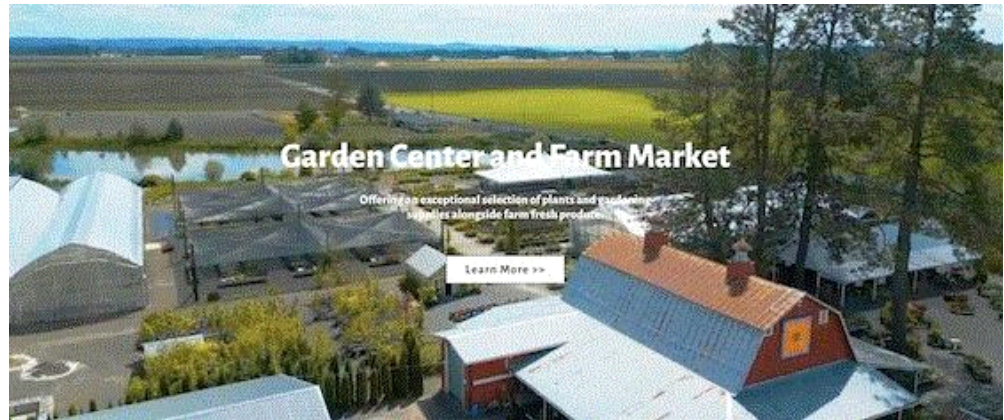 Garden Center and Farm Market
Offering an exceptional selection of plants and gardening
supplies alongside farm fresh produce.
Learn More >>